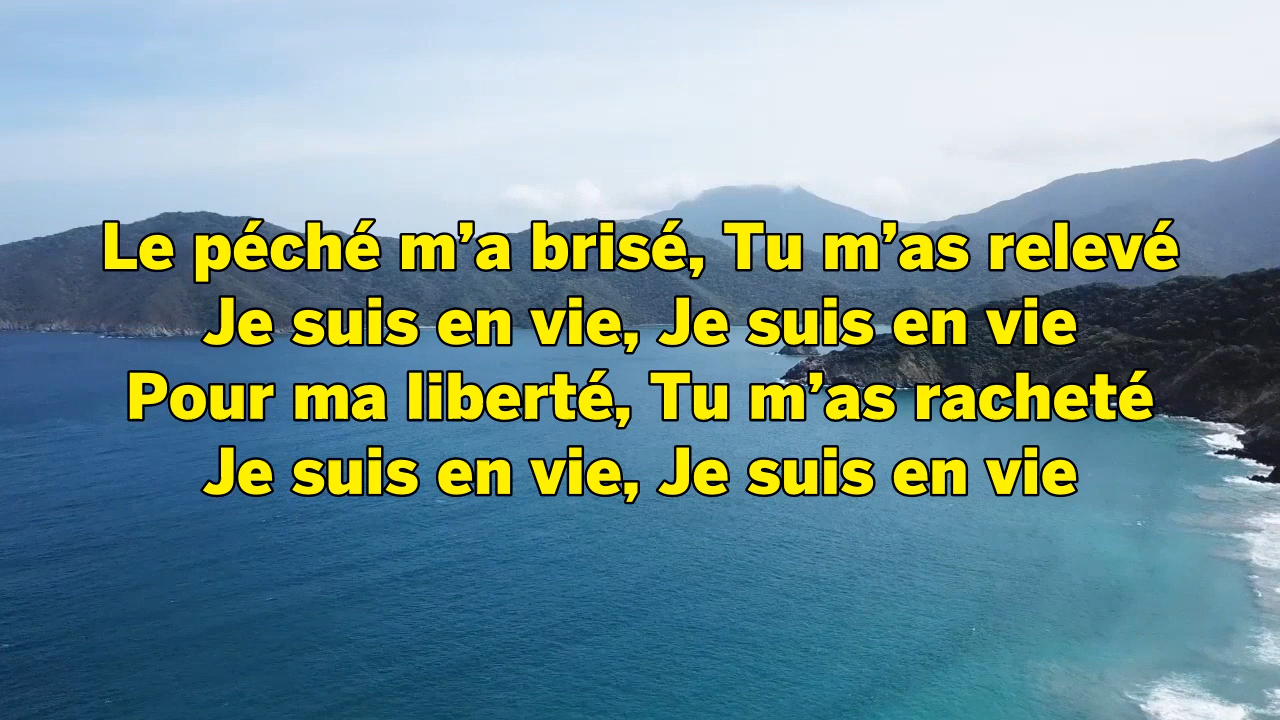 Le péché m’a brisé, Tu m’as relevé
Je suis en vie, Je suis en vie
Pour ma liberté, Tu m’as racheté
Je suis en vie, Je suis en vie